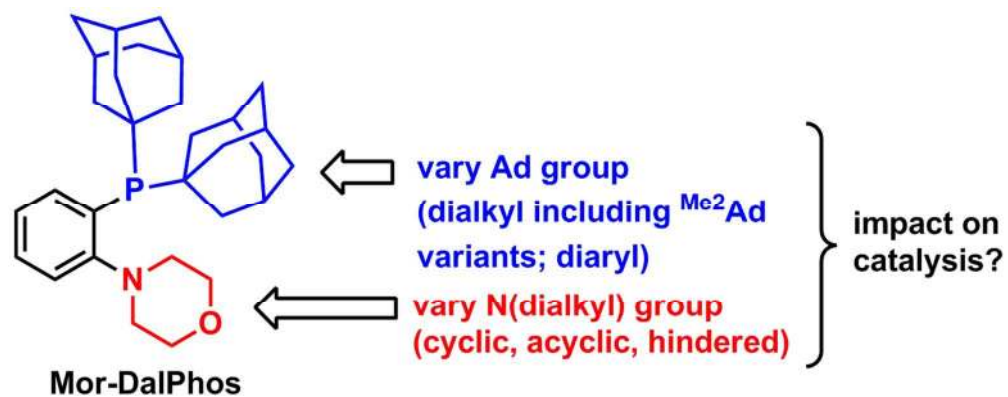 P
N
O
Mor-DalPhos
vary Ad group
(dialkyl including Me2Ad
variants; diaryl)
vary N(dialkyl) group
(cyclic, acyclic, hindered)
impact on
catalysis?